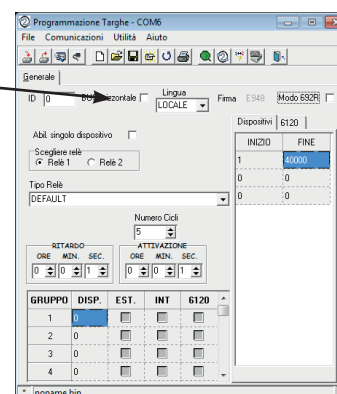 Programmazione Targhe - COM6
File Comunicazioni Utilità Aiuto
Generale
ID 0 BUS orizzontale Lingua LOCALE Firma E948 Modo 692R
Abil. singolo dispositivo
Scegliere relè
Relè 1 Relè 2
Tipo Relè
DEFAULT
Numero Cicli
5
RITARDO ATTIVAZIONE
ORE MIN. SEC. ORE MIN. SEC.
0 0 1 0 0 1
GRUPPO DISP. EST. INT 6120
1 0
2 0
3 0
4 0
Dispositivi 6120
INIZIO FINE
1 40000
0 0
0 0
* noname.bin